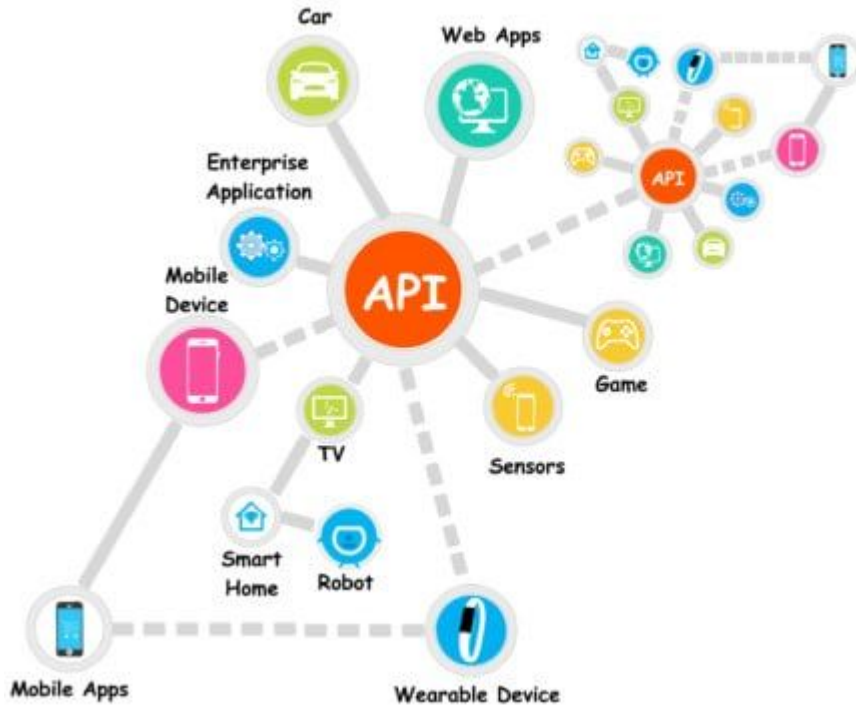 Car
Web Apps
Enterprise
Application
API
Mobile
Device
API
Game
TV
Sensors
Smart
Home
Robot
Mobile Apps
Wearable Device